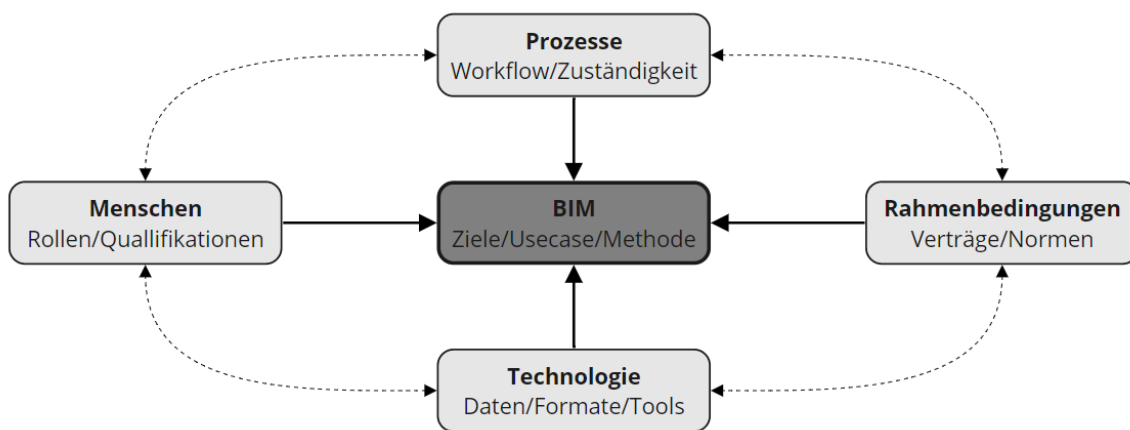 Prozesse
Workflow/Zuständigkeit
Menschen
Rollen/Quallifikationen
BIM
Ziele/Usecase/Methode
Rahmenbedingungen
Verträge/Normen
Technologie
Daten/Formate/Tools